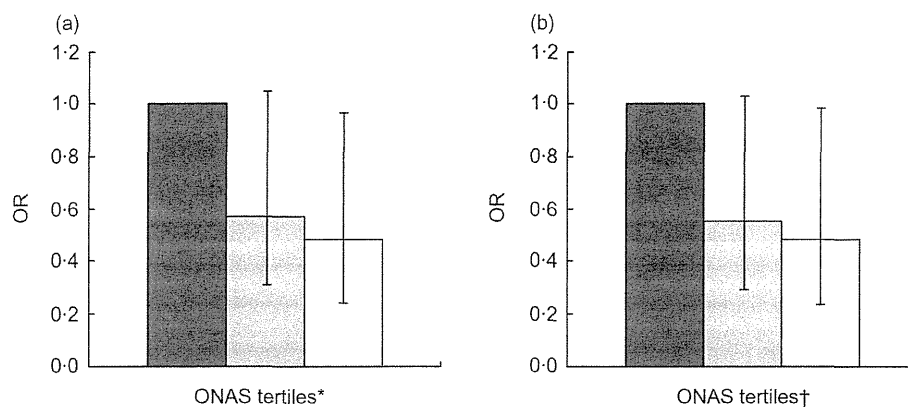 (a)
1·2
1·0
0·8
0·6
0·4
0·2
0·0
OR
ONAS tertiles*
(b)
1·2
1·0
0·8
0·6
0·4
0·2
0·0
OR
ONAS tertiles†